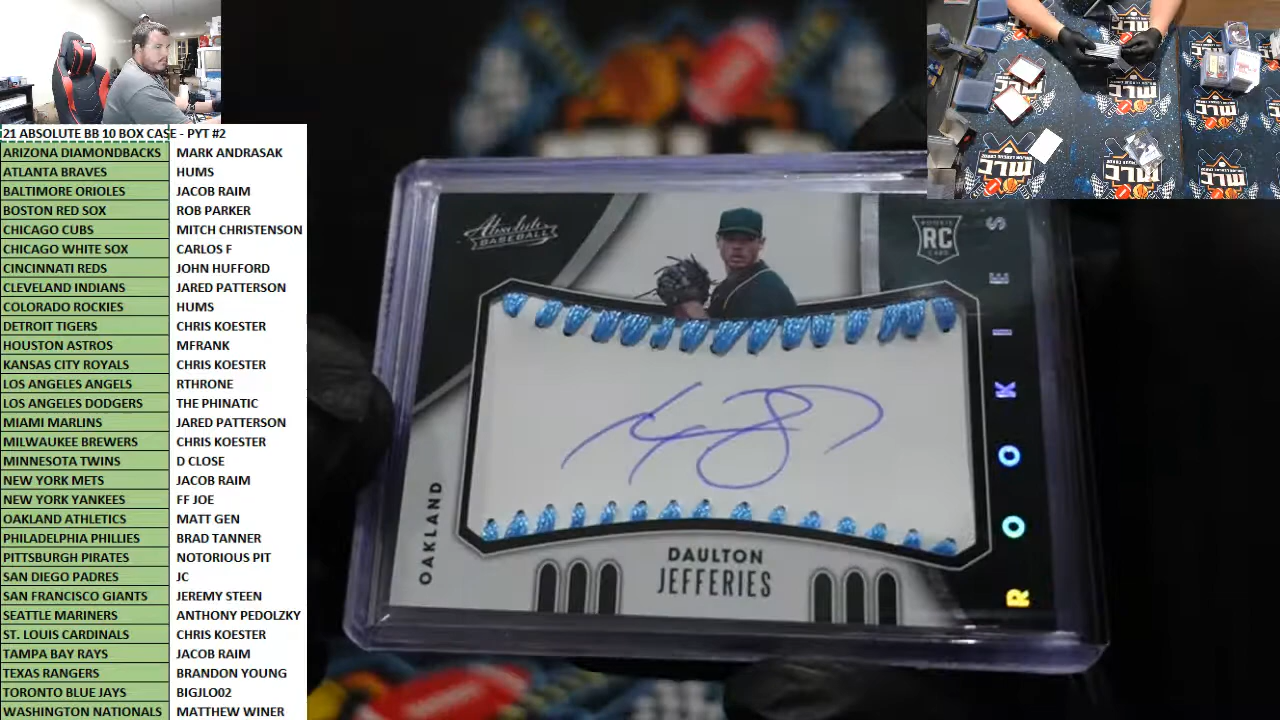 21 ABSOLUTE BB 10 BOX CASE - PYT #2
ARIZONA DIAMONDBACKS MARK ANDRASAK
ATLANTA BRAVES HUMS
BALTIMORE ORIOLES JACOB RAIM
BOSTON RED SOX ROB PARKER
CHICAGO CUBS MITCH CHRISTENSON
CHICAGO WHITE SOX CARLOS F
CINCINNATI REDS JOHN HUFFORD
CLEVELAND INDIANS JARED PATTERSON
COLORADO ROCKIES HUMS
DETROIT TIGERS CHRIS KOESTER
HOUSTON ASTROS MFRANK
KANSAS CITY ROYALS CHRIS KOESTER
LOS ANGELES ANGELS RTHRONE
LOS ANGELES DODGERS THE PHINATIC
MIAMI MARLINS JARED PATTERSON
MILWAUKEE BREWERS CHRIS KOESTER
MINNESOTA TWINS D CLOSE
NEW YORK METS JACOB RAIM
NEW YORK YANKEES FF JOE
OAKLAND ATHLETICS MATT GEN
PHILADELPHIA PHILLIES BRAD TANNER
PITTSBURGH PIRATES NOTORIOUS PIT
SAN DIEGO PADRES JC
SAN FRANCISCO GIANTS JEREMY STEEN
SEATTLE MARINERS ANTHONY PEDOLZKY
ST. LOUIS CARDINALS CHRIS KOESTER
TAMPA BAY RAYS JACOB RAIM
TEXAS RANGERS BRANDON YOUNG
TORONTO BLUE JAYS BIGJLO02
WASHINGTON NATIONALS MATTHEW WINER
Absolute
BASEBALL
ROOKIE
RC
CARD
OAKLAND
DAULTON
JEFFERIES
ROOKIES
MLC
MLC
MLC
MLC
MLC